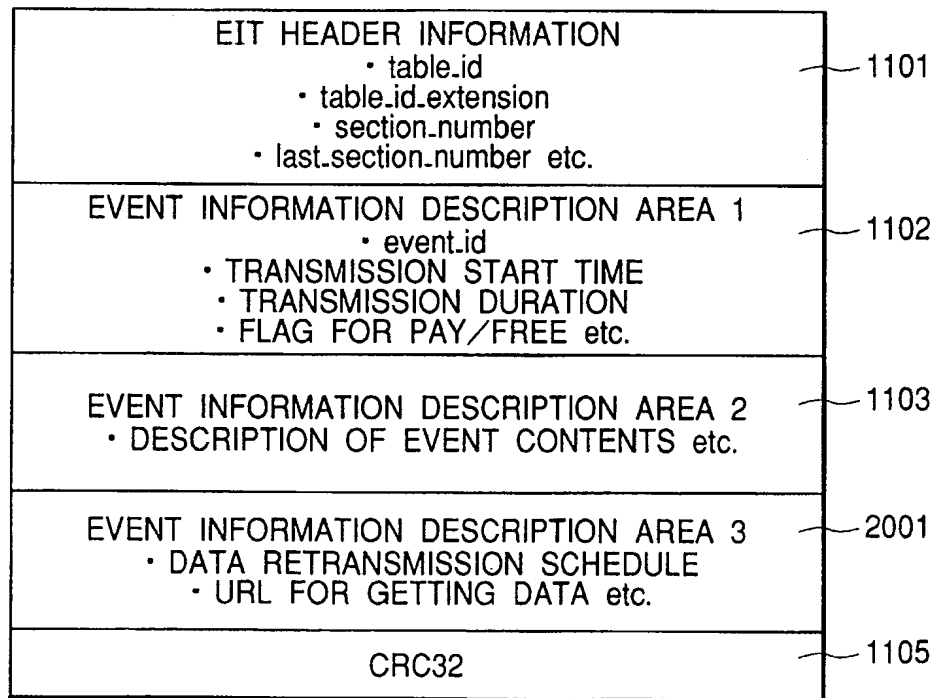 EIT HEADER INFORMATION
・table_id
・table_id_extension
・section_number
・last_section_number etc.
1101
EVENT INFORMATION DESCRIPTION AREA 1
・event_id
・TRANSMISSION START TIME
・TRANSMISSION DURATION
・FLAG FOR PAY/FREE etc.
1102
EVENT INFORMATION DESCRIPTION AREA 2
・DESCRIPTION OF EVENT CONTENTS etc.
1103
EVENT INFORMATION DESCRIPTION AREA 3
・DATA RETRANSMISSION SCHEDULE
・URL FOR GETTING DATA etc.
2001
CRC32
1105